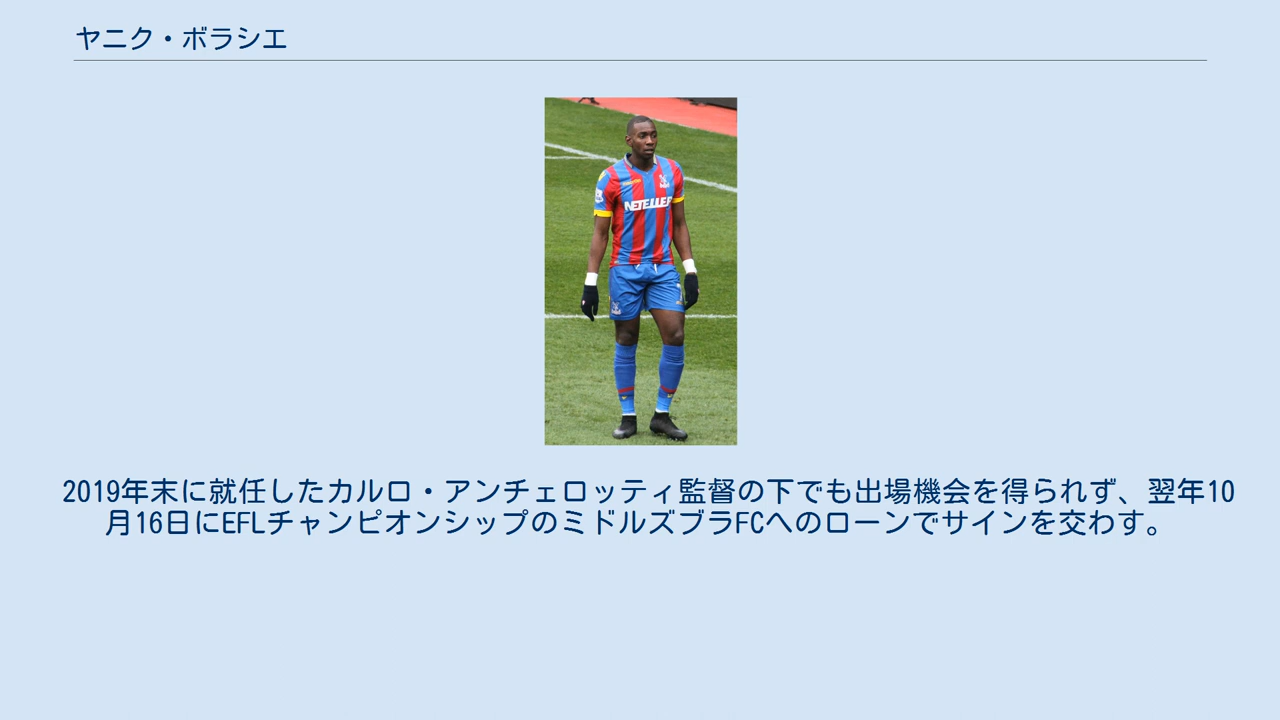 ヤニク・ボラシエ
NETELLER
2019年末に就任したカルロ・アンチェロッティ監督の下でも出場機会を得られず、翌年10
月16日にEFLチャンピオンシップのミドルズブラFCへのローンでサインを交わす。